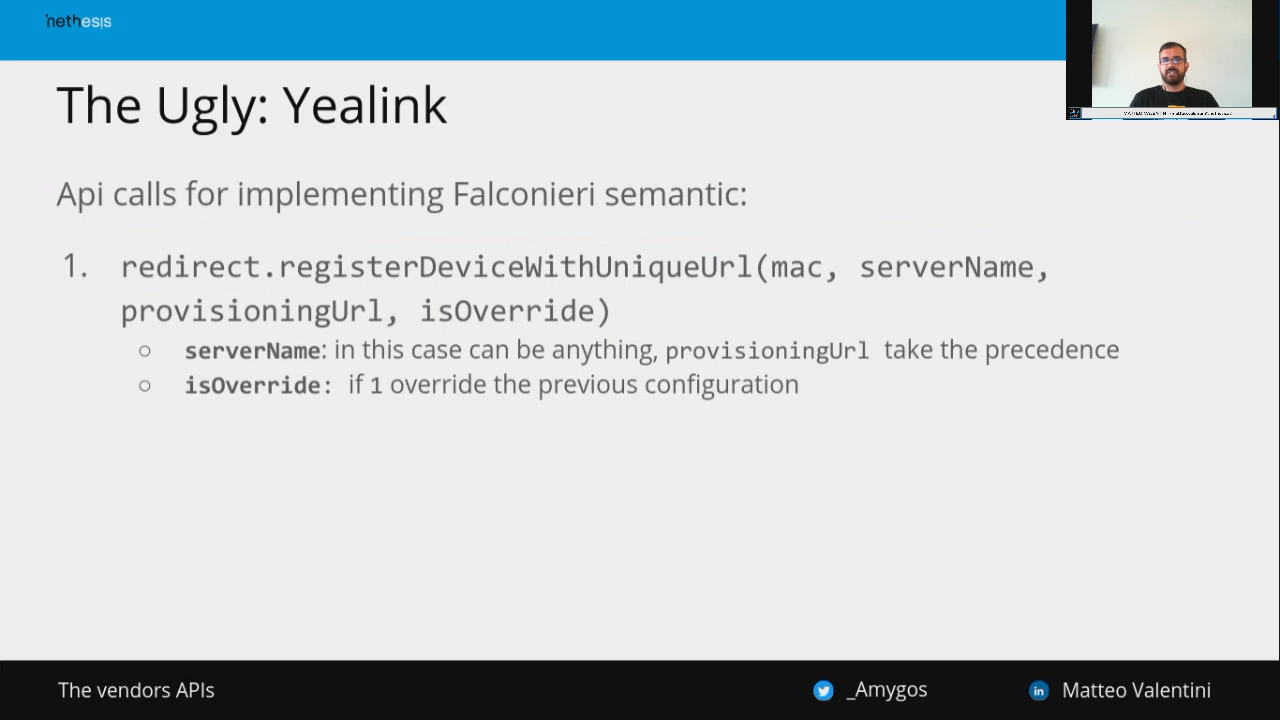 nethesis
The Ugly: Yealink
Api calls for implementing Falconieri semantic:
1. redirect.registerDeviceWithUniqueUrl(mac, serverName,
provisioningUrl, isOverride)
○ serverName: in this case can be anything, provisioningUrl take the precedence
○ isOverride: if 1 override the previous configuration
The vendors APIs
_Amygos
in
Matteo Valentini